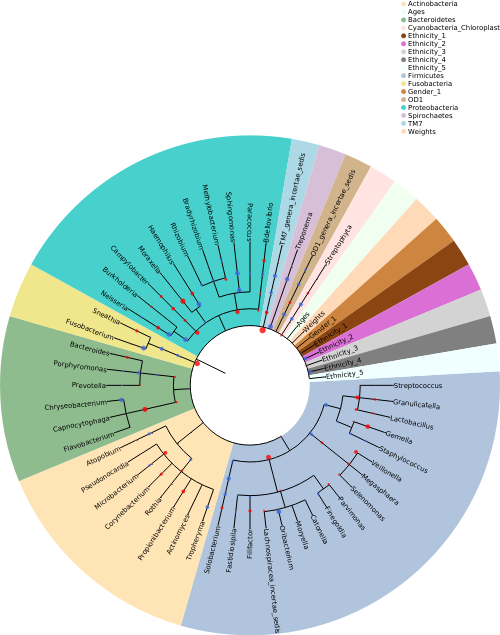 Actinobacteria
Ages
Bacteroidetes
Cyanobacteria_Chloroplast
Ethnicity_1
Ethnicity_2
Ethnicity_3
Ethnicity_4
Ethnicity_5
Firmicutes
Fusobacteria
Gender_1
OD1
Proteobacteria
Spirochaetes
TM7
Weights
Fusobacterium
Sneathia
Neisseria
Burkholderia
Campylobacter
Moraxella
Haemophilus
Rhizobium
Bradyrhizobium
Methylobacterium
Sphingomonas
Paracoccus
Bdellovibrio
TM7_genera_incertae_sedis
Treponema
OD1_genera_incertae_sedis
Streptophyta
Ages
Weights
Gender_1
Ethnicity_1
Ethnicity_2
Ethnicity_3
Ethnicity_4
Ethnicity_5
Streptococcus
Granulicatella
Lactobacillus
Gemella
Staphylococcus
Veillonella
Megasphaera
Selenomonas
Parvimonas
Finegoldia
Catonella
Moryella
Oribacterium
Lachnospiracea_incertae_sedis
Filifactor
Fastidiosipila
Solobacterium
Tropheryma
Actinomyces
Propionibacterium
Rothia
Corynebacterium
Microbacterium
Pseudonocardia
Atopobium
Flavobacterium
Capnocytophaga
Chryseobacterium
Prevotella
Porphyromonas
Bacteroides